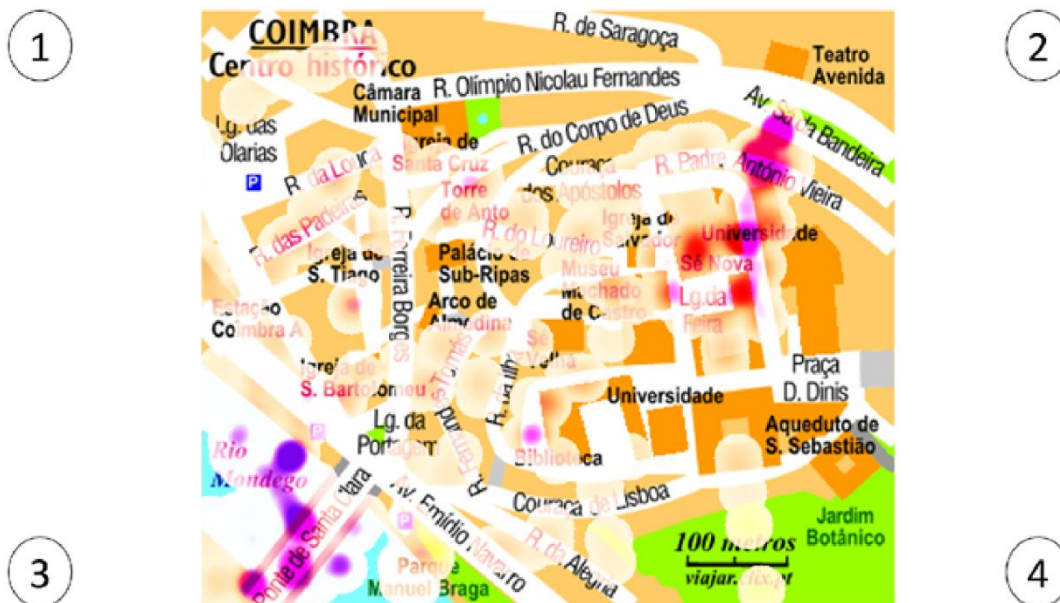 1
2
3
4
COIMBRA
Centro histórico
R. de Saragoça
Teatro
Avenida
Câmara
Municipal
R. Olímpio Nicolau Fernandes
Av. Sá da Bandeira
Lg. das
Olarias
Igreja de
Santa Cruz
R. do Corpo de Deus
R. da Louça
Couraça
dos Apóstolos
R. Padre António Vieira
P
Torre
de Anto
R. das Padeiras
R. Ferreira Borges
R. do Loureiro
Igreja de
Salvador
Universidade
Igreja de
S. Tiago
Palácio de
Sub-Ripas
Museu
Machado
de Castro
Sé Nova
Estação
Coimbra A
Arco de
Almedina
Lg. da
Feira
Sé
Velha
Igreja de
S. Bartolomeu
R. Fernandes Tomás
R. da Ilha
Universidade
Praça
D. Dinis
Lg. da
Portagem
P
Aqueduto de
S. Sebastião
Rio
Mondego
Biblioteca
Ponte de Santa Clara
Av. Emídio Navarro
Couraça de Lisboa
P
R. da Alegria
Parque
Manuel Braga
100 metros
viajar.clix.pt
Jardim
Botânico